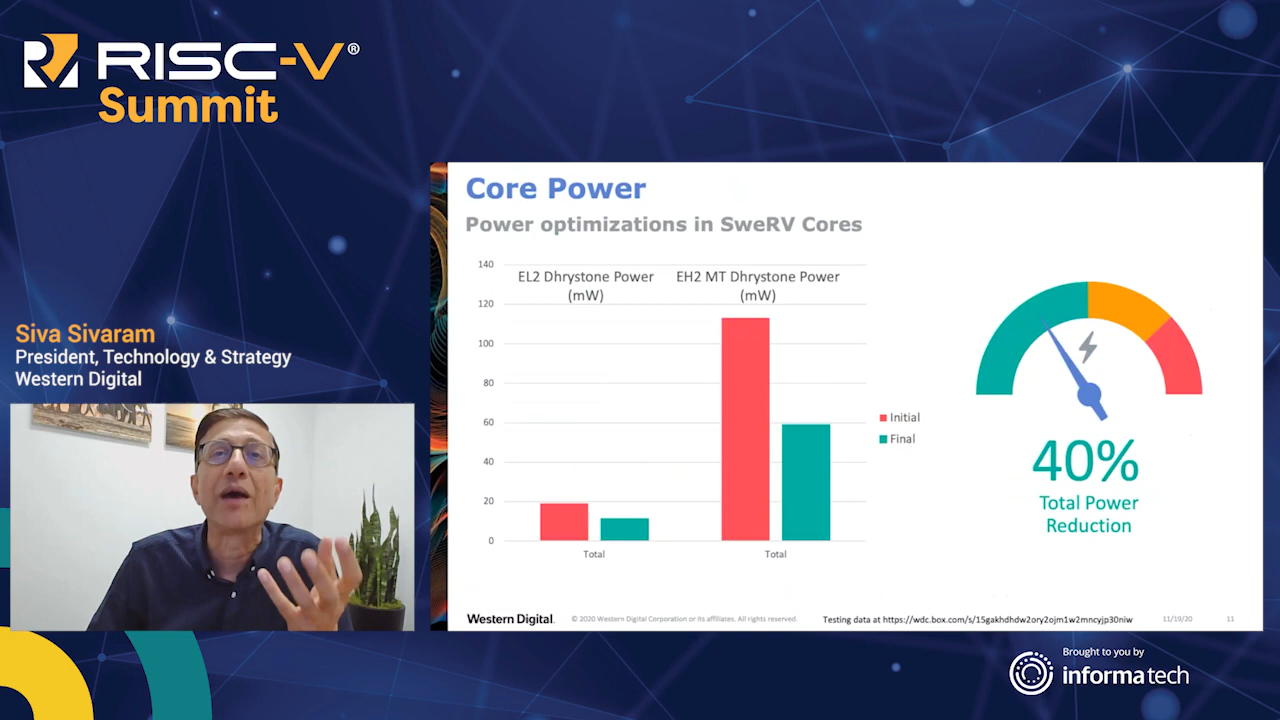 RISC-V®
Summit
Siva Sivaram
President, Technology & Strategy
Western Digital
Core Power
Power optimizations in SweRV Cores
140
120
100
80
60
40
20
0
EL2 Dhrystone Power
(mW)
EH2 MT Dhrystone Power
(mW)
Total
Total
Initial
Final
40%
Total Power
Reduction
Western Digital.
© 2020 Western Digital Corporation or its affiliates. All rights reserved.
Testing data at https://wdc.box.com/s/15gakhdhdw2ory2ojm1w2mncyjp30niw
11/19/20
11
Brought to you by
informa tech